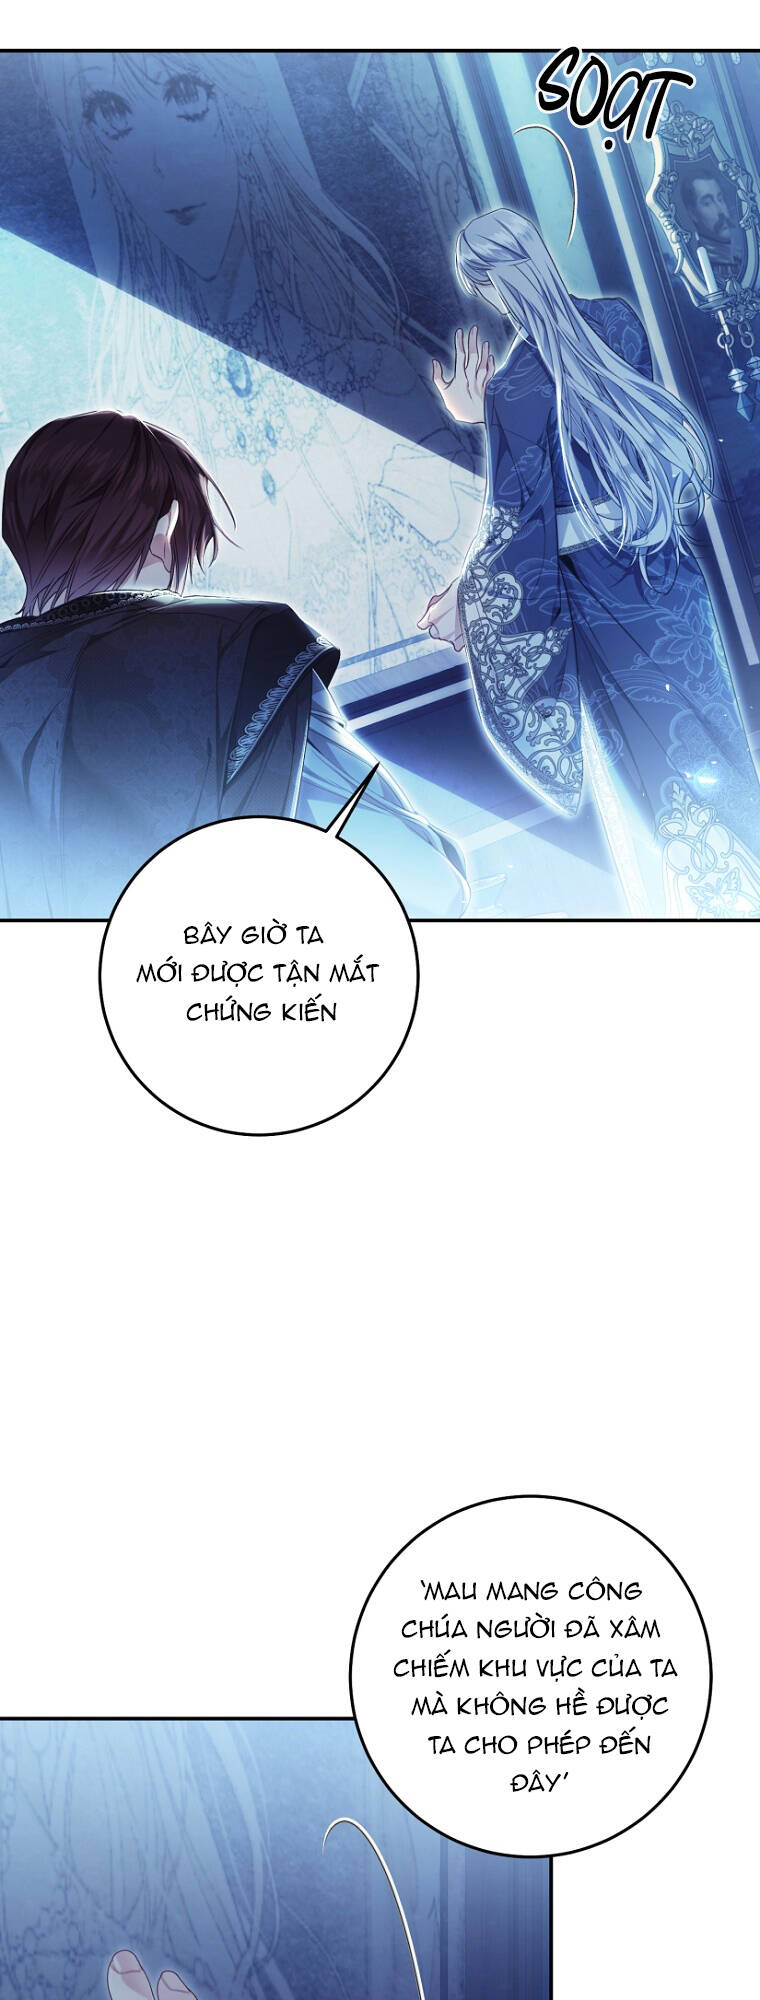 SOẠT
BÂY GIỜ TA
MỚI ĐƯỢC TẬN MẮT
CHỨNG KIẾN
'MAU MANG CÔNG
CHÚA NGƯỜI ĐÃ XÂM
CHIẾM KHU VỰC CỦA TA
MÀ KHÔNG HỀ ĐƯỢC
TA CHO PHÉP ĐẾN
ĐÂY'